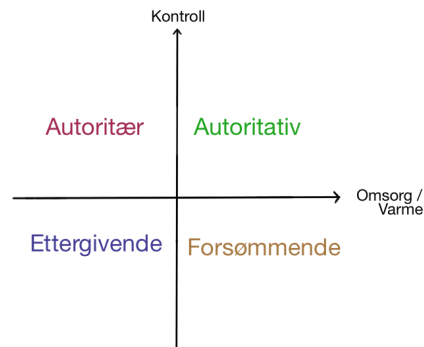 Kontroll
Autoritær
Autoritativ
Omsorg /
Varme
Ettergivende
Forsømmende